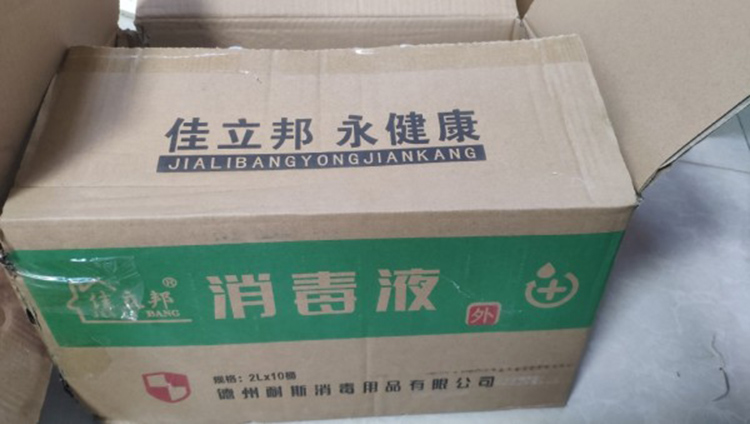 佳立邦 永健康
JIALIBANGYONGJIANKANG
佳立邦®
BANG
消毒液
外
规格：2Lx10桶
德州耐斯消毒用品有限公司